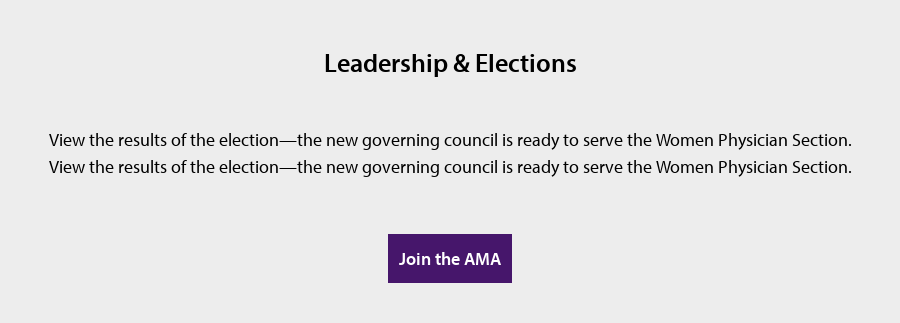 Leadership & Elections
View the results of the election—the new governing council is ready to serve the Women Physician Section.
View the results of the election—the new governing council is ready to serve the Women Physician Section.
Join the AMA